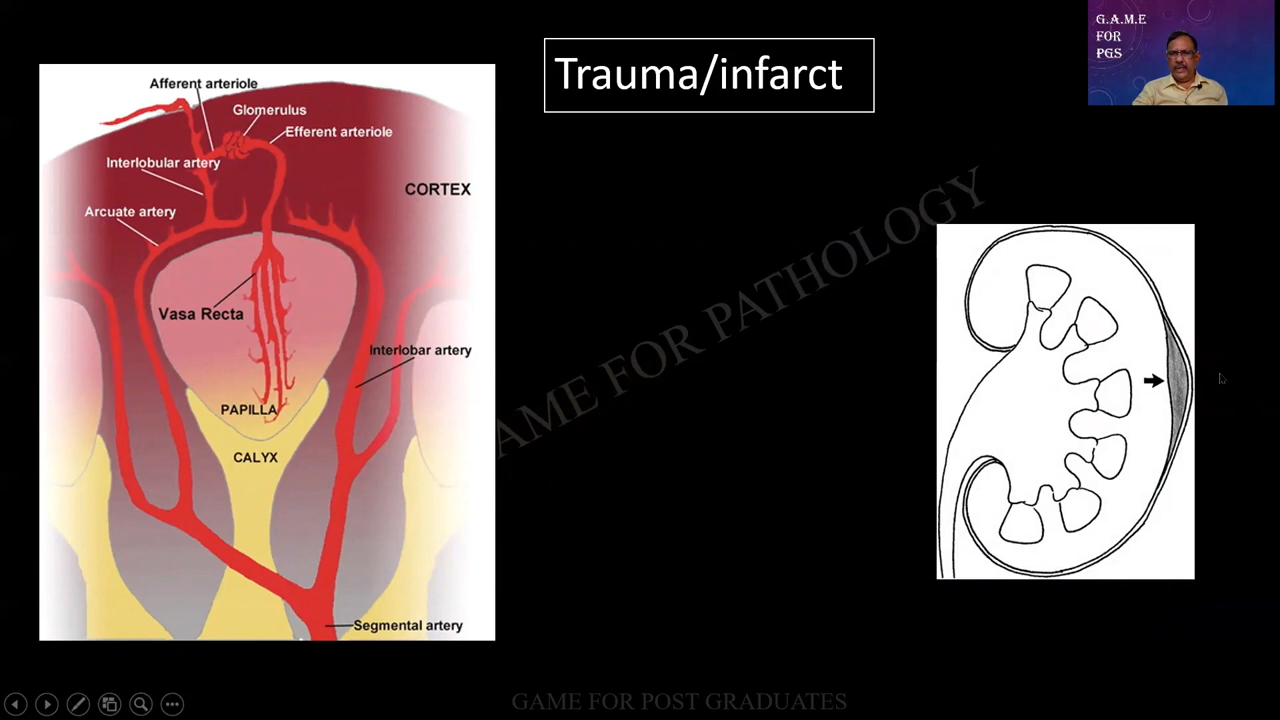 Trauma/infarct
G.A.M.E
FOR
PGS
Afferent arteriole
Glomerulus
Efferent arteriole
Interlobular artery
CORTEX
Arcuate artery
Vasa Recta
Interlobar artery
PAPILLA
CALYX
Segmental artery
GAME FOR PATHOLOGY
GAME FOR POST GRADUATES